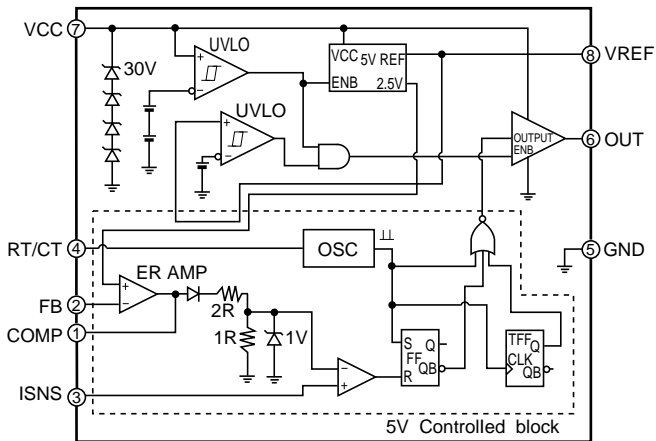 VCC 7
UVLO
30V
VCC 5V REF
ENB 2.5V
8 VREF
UVLO
OUTPUT
ENB
6 OUT
RT/CT 4
OSC
5 GND
ER AMP
FB 2
2R
COMP 1
1R
1V
S Q
FF
QB
R
TFF
Q
CLK
QB
ISNS 3
5V Controlled block
+
−
+
−
+
−
−
+